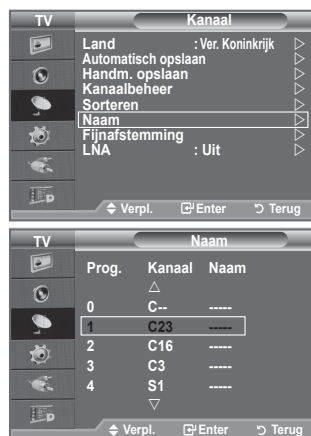 TV Kanaal
Land : Ver. Koninkrijk
Automatisch opslaan
Handm. opslaan
Kanaalbeheer
Sorteren
Naam
Fijnafstemming
LNA : Uit
Verpl. Enter Terug
TV Naam
Prog. Kanaal Naam
0 C-- -----
1 C23 -----
2 C16 -----
3 C3 -----
4 S1 -----
Verpl. Enter Terug